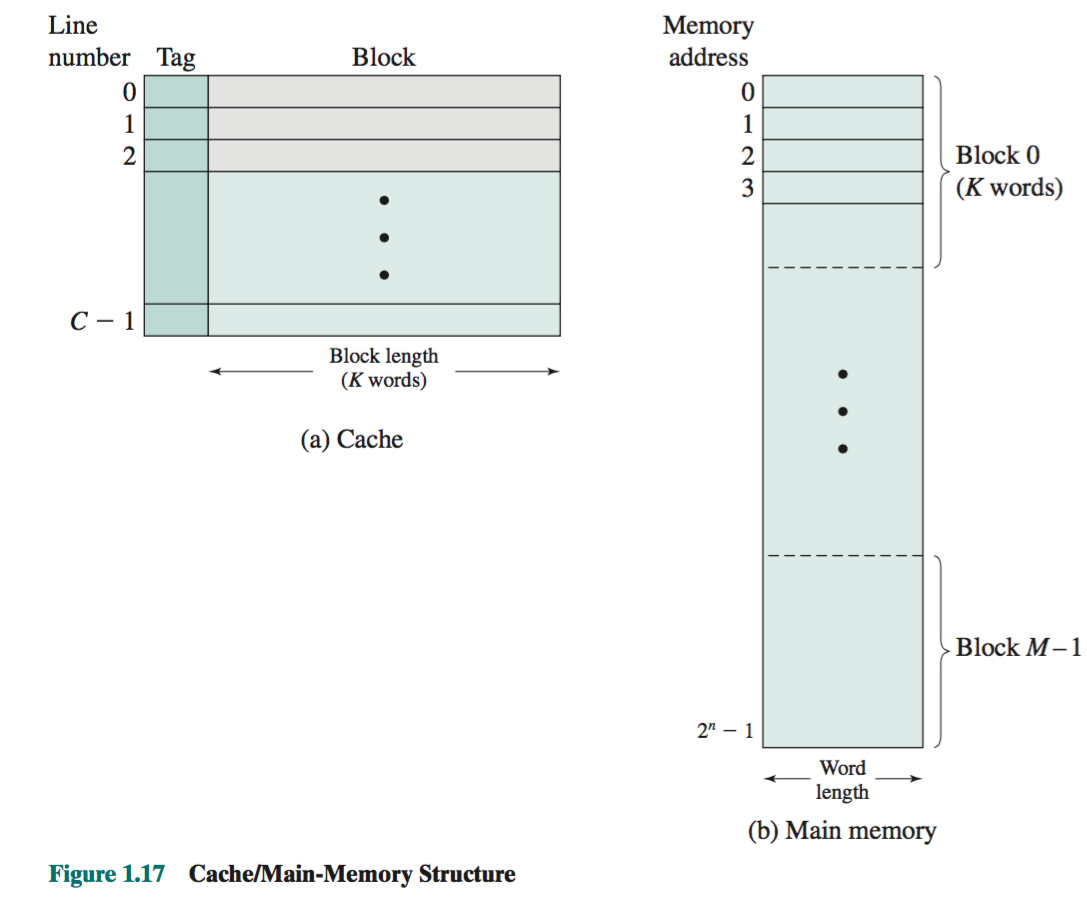 Line
number Tag Block
0
1
2
C – 1
Block length
(K words)
(a) Cache
Memory
address
0
1
2
3
Block 0
(K words)
Block M–1
2ⁿ – 1
Word
length
(b) Main memory
Figure 1.17 Cache/Main-Memory Structure